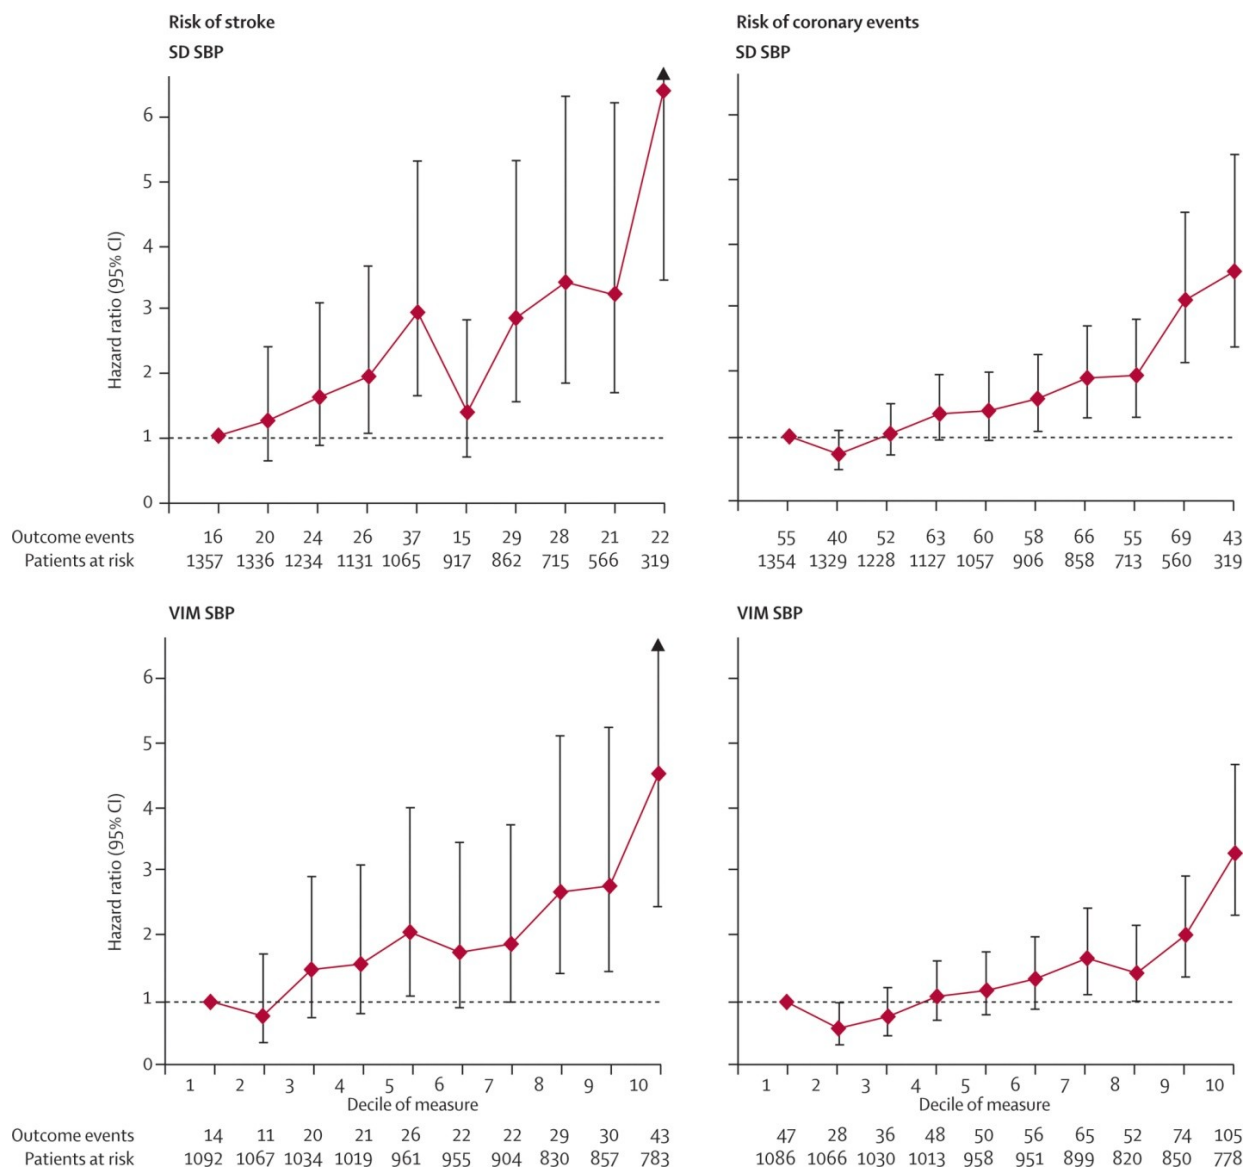 Risk of stroke
SD SBP
Risk of coronary events
SD SBP
Hazard ratio (95% CI)
6
5
4
3
2
1
0
Outcome events 16 20 24 26 37 15 29 28 21 22
Patients at risk 1357 1336 1234 1131 1065 917 862 715 566 319
55 40 52 63 60 58 66 55 69 43
1354 1329 1228 1127 1057 906 858 713 560 319
VIM SBP
VIM SBP
Hazard ratio (95% CI)
6
5
4
3
2
1
0
1 2 3 4 5 6 7 8 9 10
Decile of measure
1 2 3 4 5 6 7 8 9 10
Decile of measure
Outcome events 14 11 20 21 26 22 22 29 30 43
Patients at risk 1092 1067 1034 1019 961 955 904 830 857 783
47 28 36 48 50 56 65 52 74 105
1086 1066 1030 1013 958 951 899 820 850 778